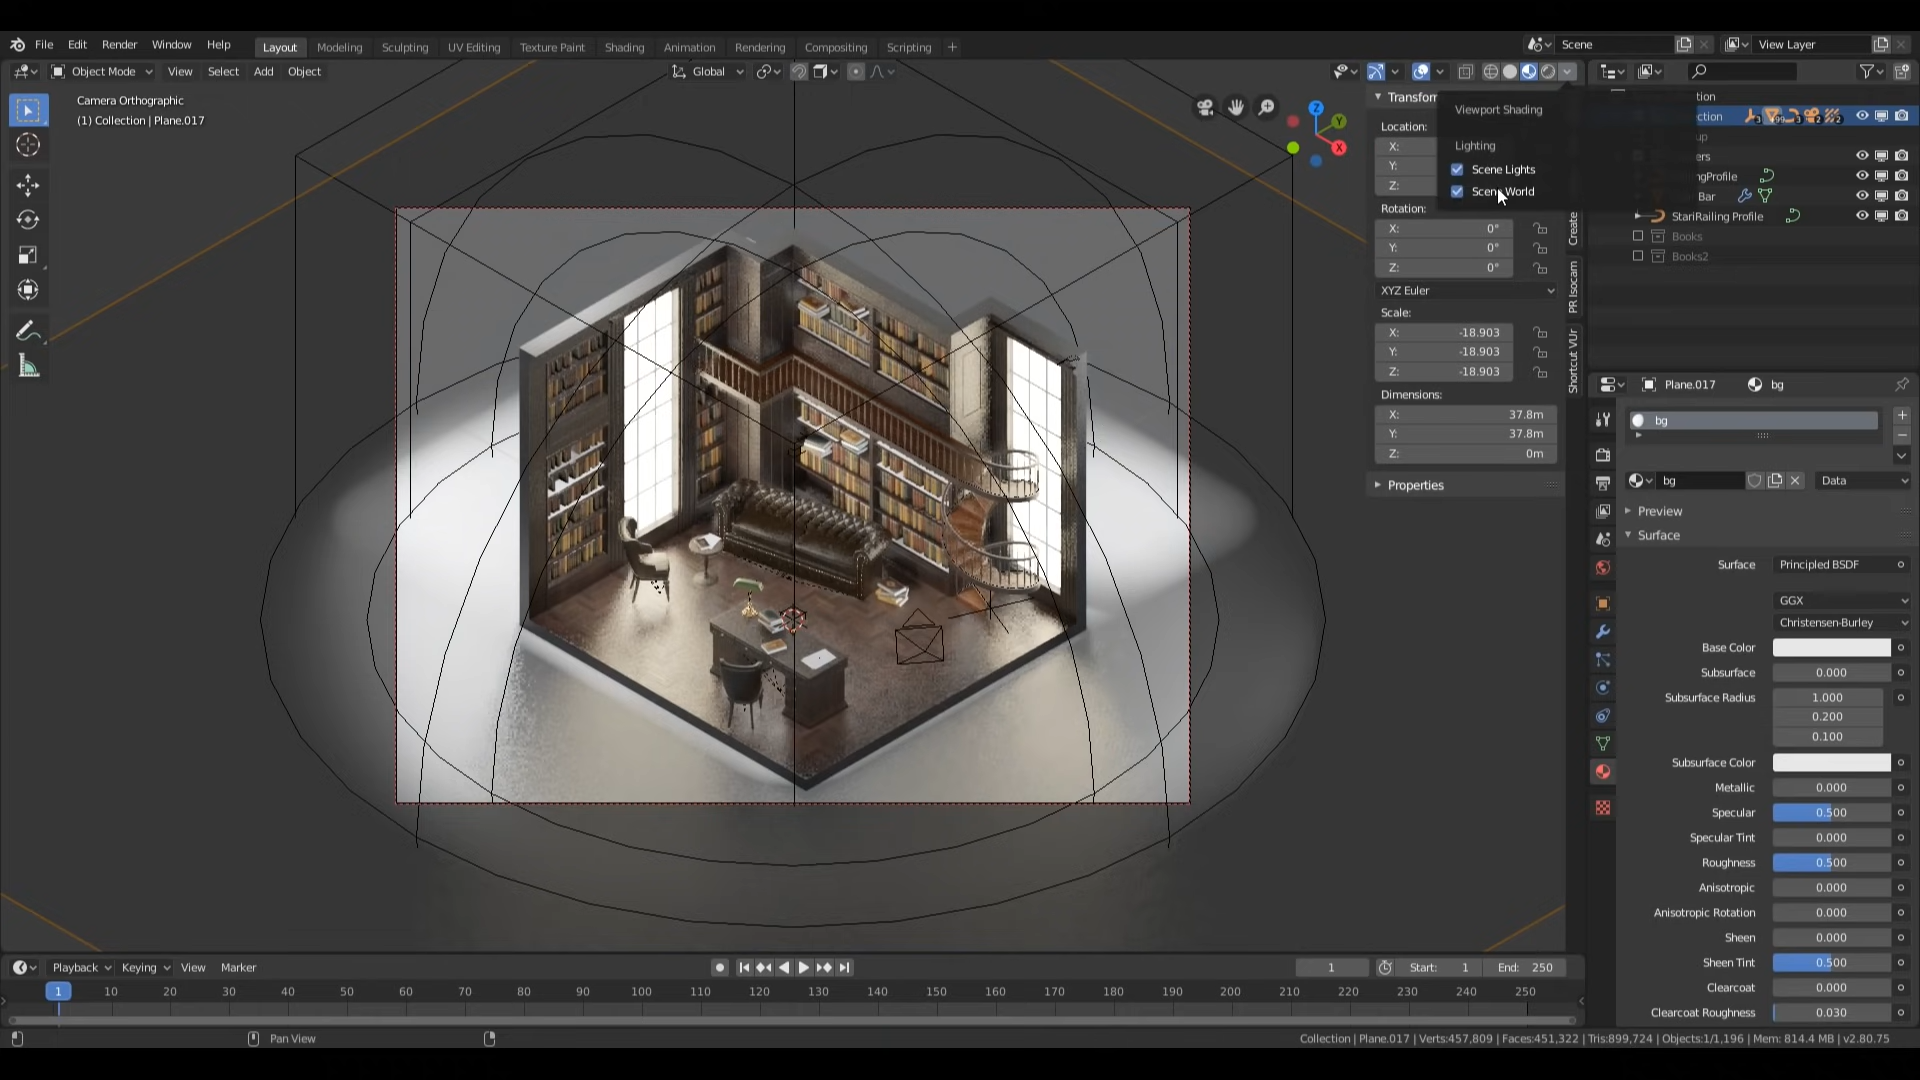 File Edit Render Window Help Layout Modeling Sculpting UV Editing Texture Paint Shading Animation Rendering Compositing Scripting + Scene View Layer
Object Mode View Select Add Object Global
Camera Orthographic
(1) Collection | Plane.017
Transform
Location:
X:
Y:
Z:
Rotation:
X: 0°
Y: 0°
Z: 0°
XYZ Euler
Scale:
X: -18.903
Y: -18.903
Z: -18.903
Dimensions:
X: 37.8m
Y: 37.8m
Z: 0m
Properties
Viewport Shading
Lighting
Scene Lights
Scene World
Create
PR Isocam
Shortcut VUr
StariRailing Profile
Books
Books2
Plane.017 bg
bg
bg Data
Preview
Surface
Surface Principled BSDF
GGX
Christensen-Burley
Base Color
Subsurface 0.000
Subsurface Radius 1.000
0.200
0.100
Subsurface Color
Metallic 0.000
Specular 0.500
Specular Tint 0.000
Roughness 0.500
Anisotropic 0.000
Anisotropic Rotation 0.000
Sheen 0.000
Sheen Tint 0.500
Clearcoat 0.000
Clearcoat Roughness 0.030
Playback Keying View Marker 1 Start: 1 End: 250
1 10 20 30 40 50 60 70 80 90 100 110 120 130 140 150 160 170 180 190 200 210 220 230 240 250
Pan View
Collection | Plane.017 | Verts:457,809 | Faces:451,322 | Tris:899,724 | Objects:1/1,196 | Mem: 814.4 MB | v2.80.75